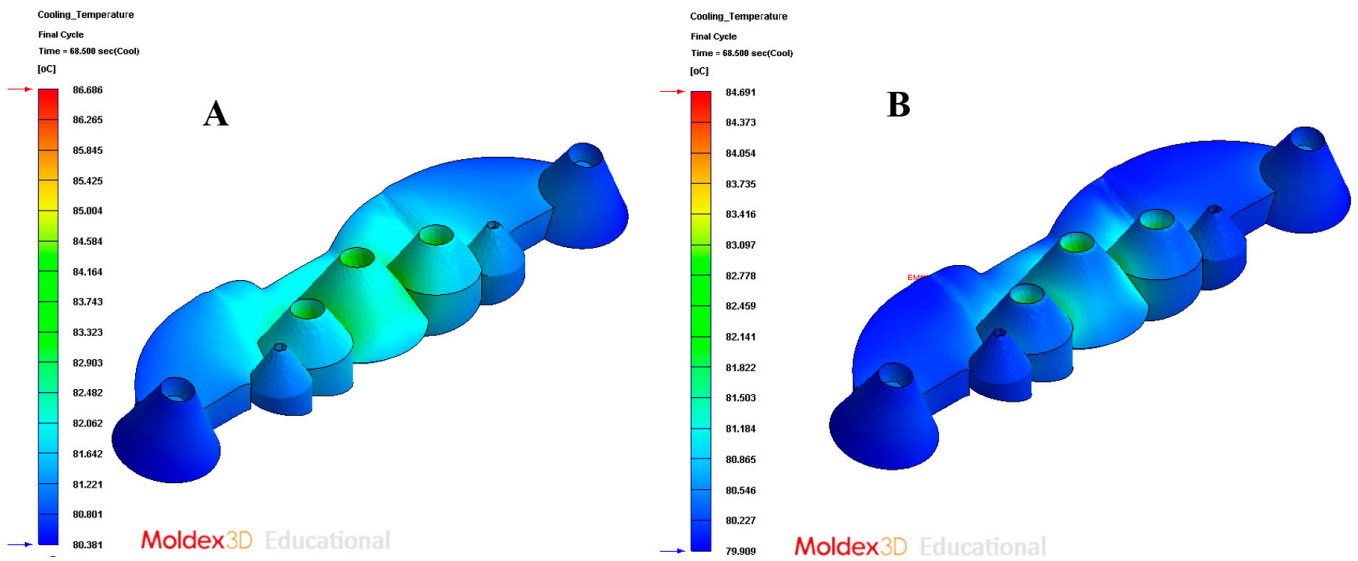 Cooling_Temperature
Final Cycle
Time = 68.500 sec(Cool)
[oC]
86.686
86.265
85.845
85.425
85.004
84.584
84.164
83.743
83.323
82.903
82.482
82.062
81.642
81.221
80.801
80.381
A
Moldex3D Educational
Cooling_Temperature
Final Cycle
Time = 68.500 sec(Cool)
[oC]
84.691
84.373
84.054
83.735
83.416
83.097
82.778
82.459
82.141
81.822
81.503
81.184
80.865
80.546
80.227
79.909
B
Moldex3D Educational